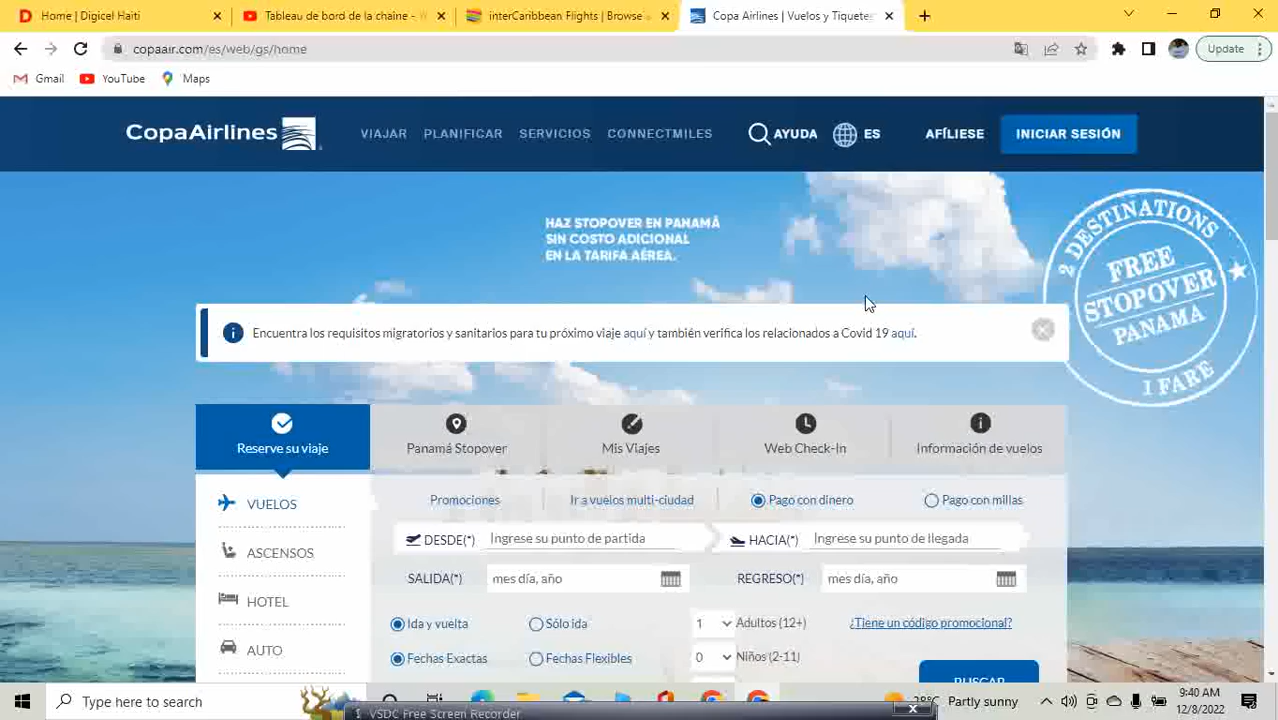 Home | Digicel Haiti
Tableau de bord de la chaîne - W
interCaribbean Flights | Browse
Copa Airlines | Vuelos y Tiquete
copaair.com/es/web/gs/home
Update
Gmail
YouTube
Maps
CopaAirlines
VIAJAR
PLANIFICAR
SERVICIOS
CONNECTMILES
AYUDA
ES
AFÍLIESE
INICIAR SESIÓN
HAZ STOPOVER EN PANAMÁ
SIN COSTO ADICIONAL
EN LA TARIFA AÉREA.
2 DESTINATIONS
FREE
STOPOVER
PANAMA
1 FARE
Encuentra los requisitos migratorios y sanitarios para tu próximo viaje aquí y también verifica los relacionados a Covid 19 aquí.
Reserve su viaje
Panamá Stopover
Mis Viajes
Web Check-In
Información de vuelos
VUELOS
ASCENSOS
HOTEL
AUTO
Promociones
Ir a vuelos multi-ciudad
Pago con dinero
Pago con millas
DESDE(*)
Ingrese su punto de partida
HACIA(*)
Ingrese su punto de llegada
SALIDA(*)
mes día, año
REGRESO(*)
mes día, año
Ida y vuelta
Sólo ida
1
Adultos (12+)
¿Tiene un código promocional?
Fechas Exactas
Fechas Flexibles
0
Niños (2-11)
BUSCAR
Type here to search
Partly sunny
9:40 AM
12/8/2022
VSDC Free Screen Recorder